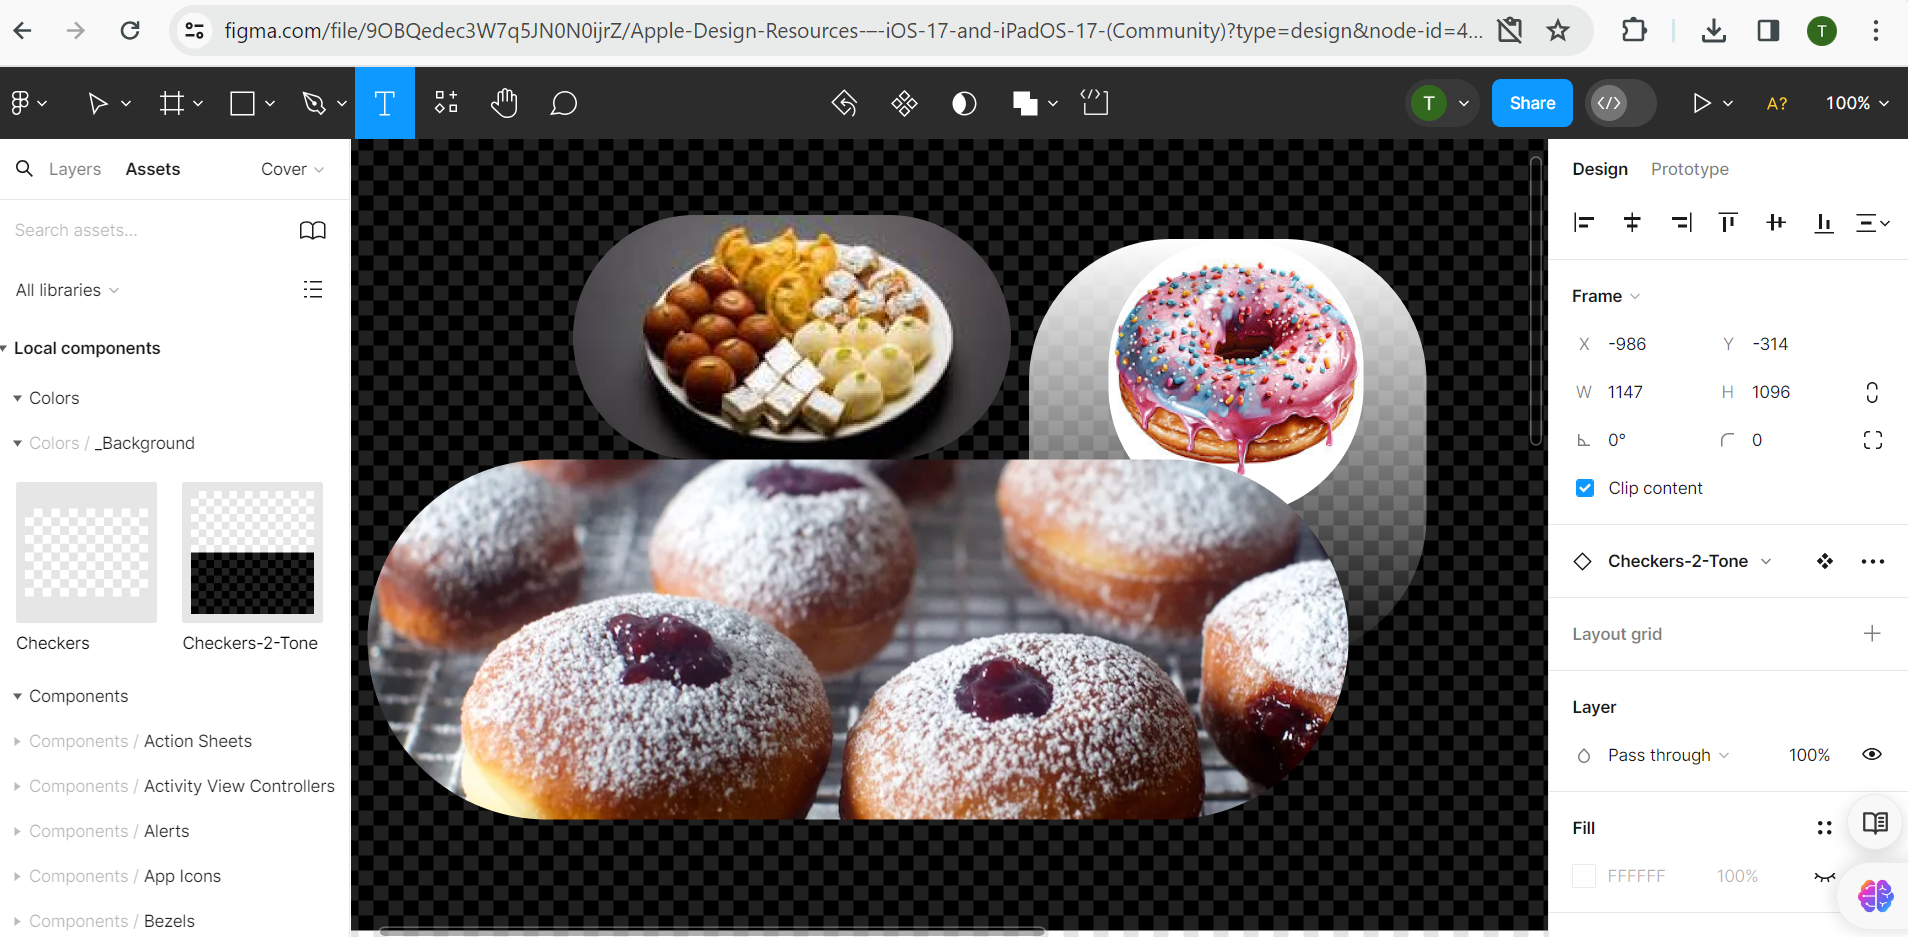 figma.com/file/9OBQedec3W7q5JN0N0ijrZ/Apple-Design-Resources-–-iOS-17-and-iPadOS-17-(Community)?type=design&node-id=4...
T
T
Share
A?
100%
Layers
Assets
Cover
Search assets...
All libraries
Local components
Colors
Colors / _Background
Checkers
Checkers-2-Tone
Components
Components / Action Sheets
Components / Activity View Controllers
Components / Alerts
Components / App Icons
Components / Bezels
Design
Prototype
Frame
X -986
Y -314
W 1147
H 1096
0°
0
Clip content
Checkers-2-Tone
Layout grid
Layer
Pass through
100%
Fill
FFFFFF
100%